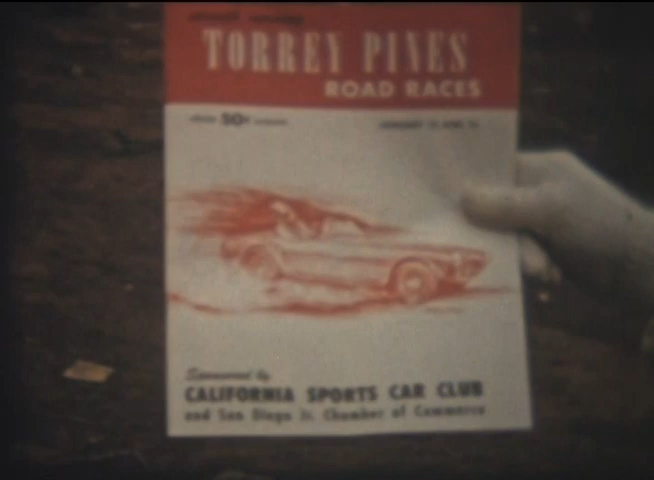 TORREY PINES
ROAD RACES
50¢
Sponsored by
CALIFORNIA SPORTS CAR CLUB
and San Diego Jr. Chamber of Commerce